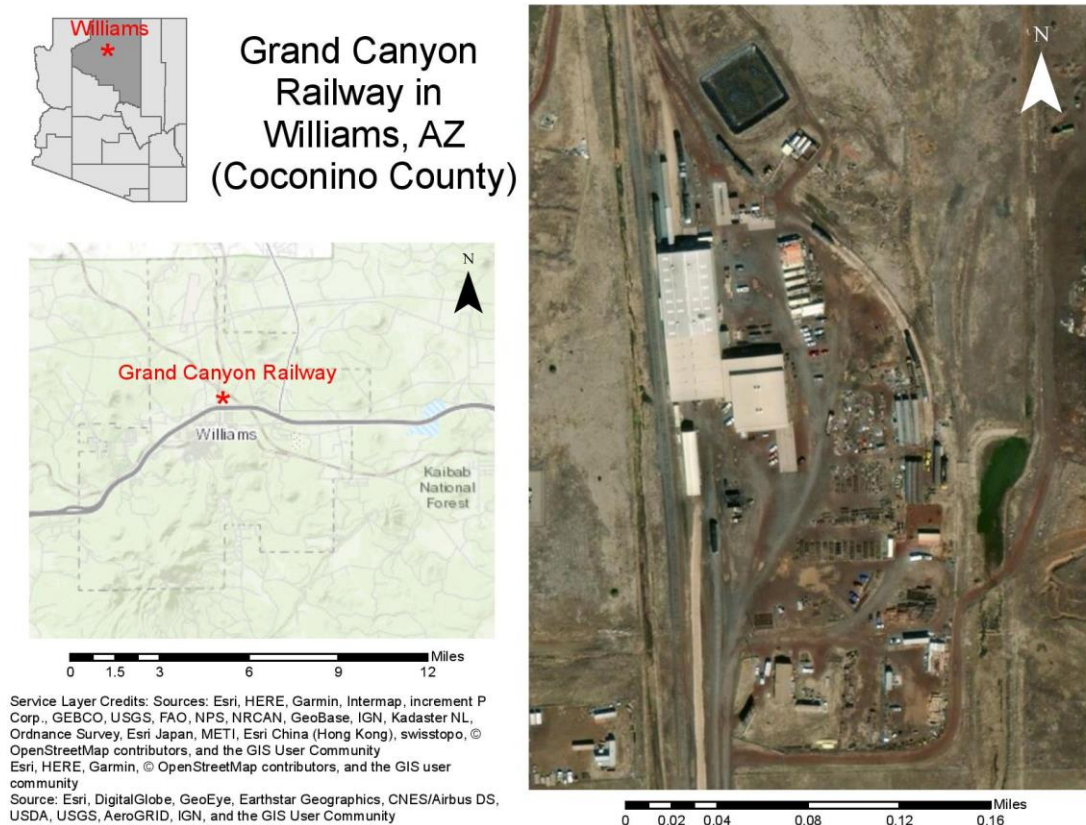 Williams
Grand Canyon
Railway in
Williams, AZ
(Coconino County)
N
Grand Canyon Railway
Williams
Kaibab
National
Forest
Miles
0 1.5 3 6 9 12
Service Layer Credits: Sources: Esri, HERE, Garmin, Intermap, increment P
Corp., GEBCO, USGS, FAO, NPS, NRCAN, GeoBase, IGN, Kadaster NL,
Ordnance Survey, Esri Japan, METI, Esri China (Hong Kong), swisstopo, ©
OpenStreetMap contributors, and the GIS User Community
Esri, HERE, Garmin, © OpenStreetMap contributors, and the GIS user
community
Source: Esri, DigitalGlobe, GeoEye, Earthstar Geographics, CNES/Airbus DS,
USDA, USGS, AeroGRID, IGN, and the GIS User Community
N
Miles
0 0.02 0.04 0.08 0.12 0.16